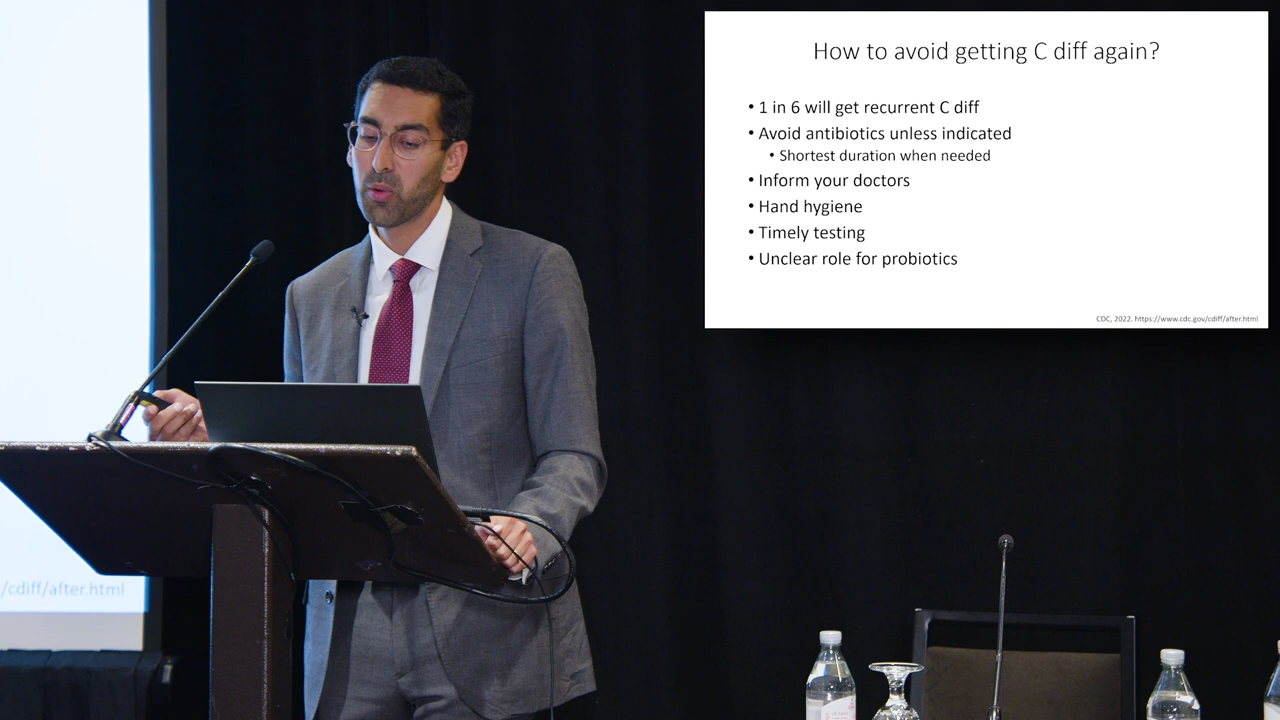 How to avoid getting C diff again?
• 1 in 6 will get recurrent C diff
• Avoid antibiotics unless indicated
• Shortest duration when needed
• Inform your doctors
• Hand hygiene
• Timely testing
• Unclear role for probiotics
CDC, 2022. https://www.cdc.gov/cdiff/after.html
/cdiff/after.html